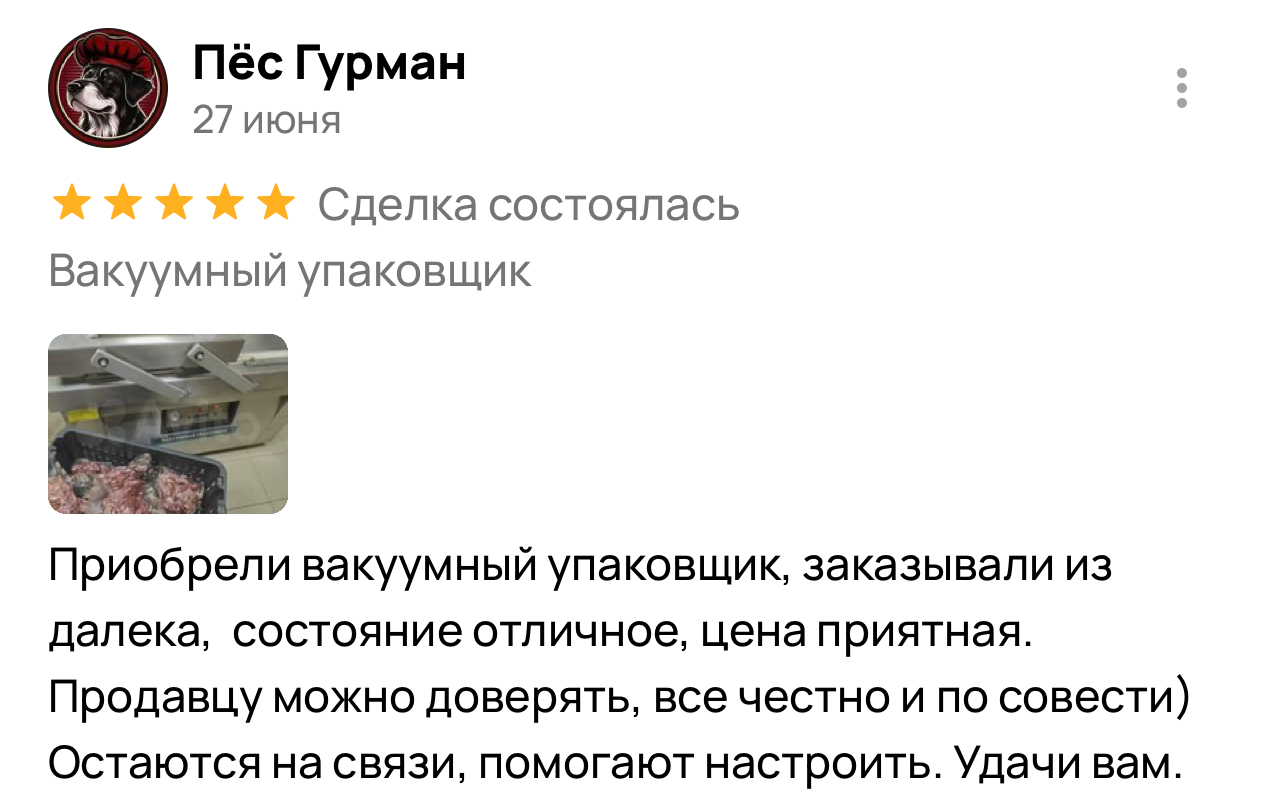 Пёс Гурман
27 июня
Сделка состоялась
Вакуумный упаковщик
Приобрели вакуумный упаковщик, заказывали из
далека,  состояние отличное, цена приятная.
Продавцу можно доверять, все честно и по совести)
Остаются на связи, помогают настроить. Удачи вам.